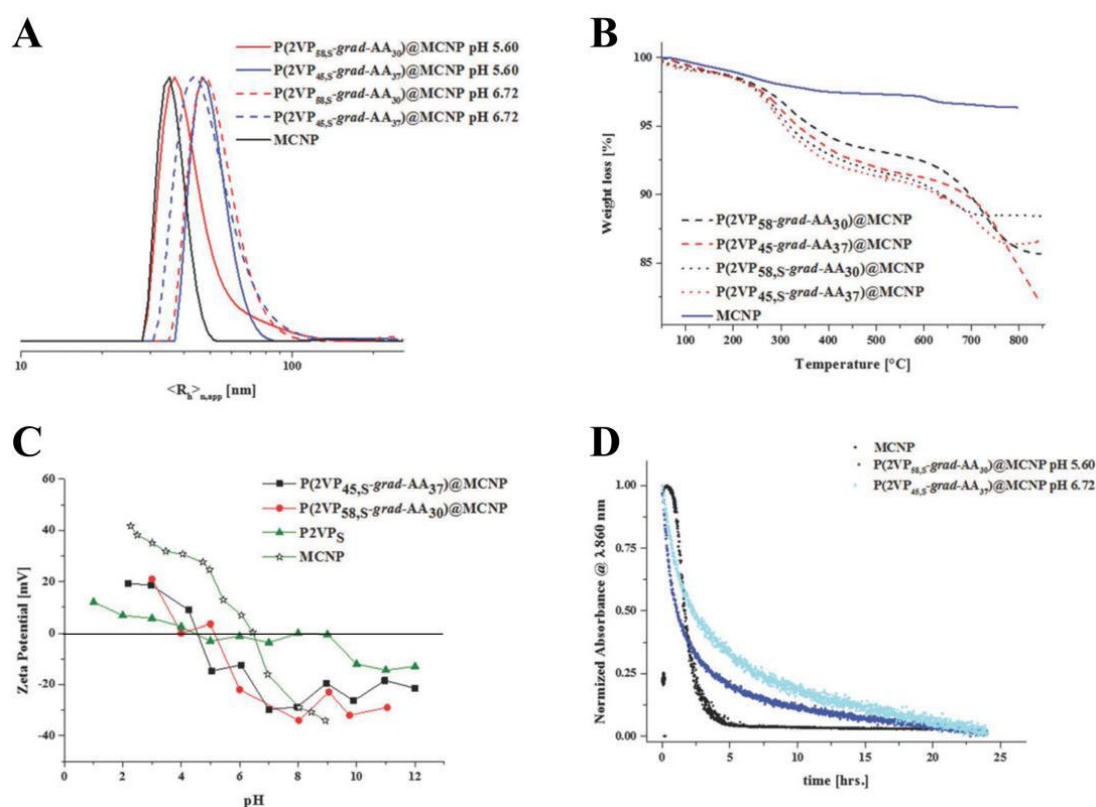 A
P(2VP58,S-grad-AA30)@MCNP pH 5.60
P(2VP45,S-grad-AA37)@MCNP pH 5.60
P(2VP58,S-grad-AA30)@MCNP pH 6.72
P(2VP45,S-grad-AA37)@MCNP pH 6.72
MCNP
10
100
<Rh>n,app [nm]
B
100
95
90
85
Weight loss [%]
P(2VP58-grad-AA30)@MCNP
P(2VP45-grad-AA37)@MCNP
P(2VP58,S-grad-AA30)@MCNP
P(2VP45,S-grad-AA37)@MCNP
MCNP
100 200 300 400 500 600 700 800
Temperature [°C]
C
P(2VP45,S-grad-AA37)@MCNP
P(2VP58,S-grad-AA30)@MCNP
P2VPS
MCNP
60
40
20
0
-20
-40
Zeta Potential [mV]
0 1 2 3 4 5 6 7 8 9 10 11 12
pH
D
MCNP
P(2VP58,S-grad-AA30)@MCNP pH 5.60
P(2VP45,S-grad-AA37)@MCNP pH 6.72
1.00
0.75
0.50
0.25
0.00
Normized Absorbance @ λ860 nm
0 5 10 15 20 25
time [hrs.]